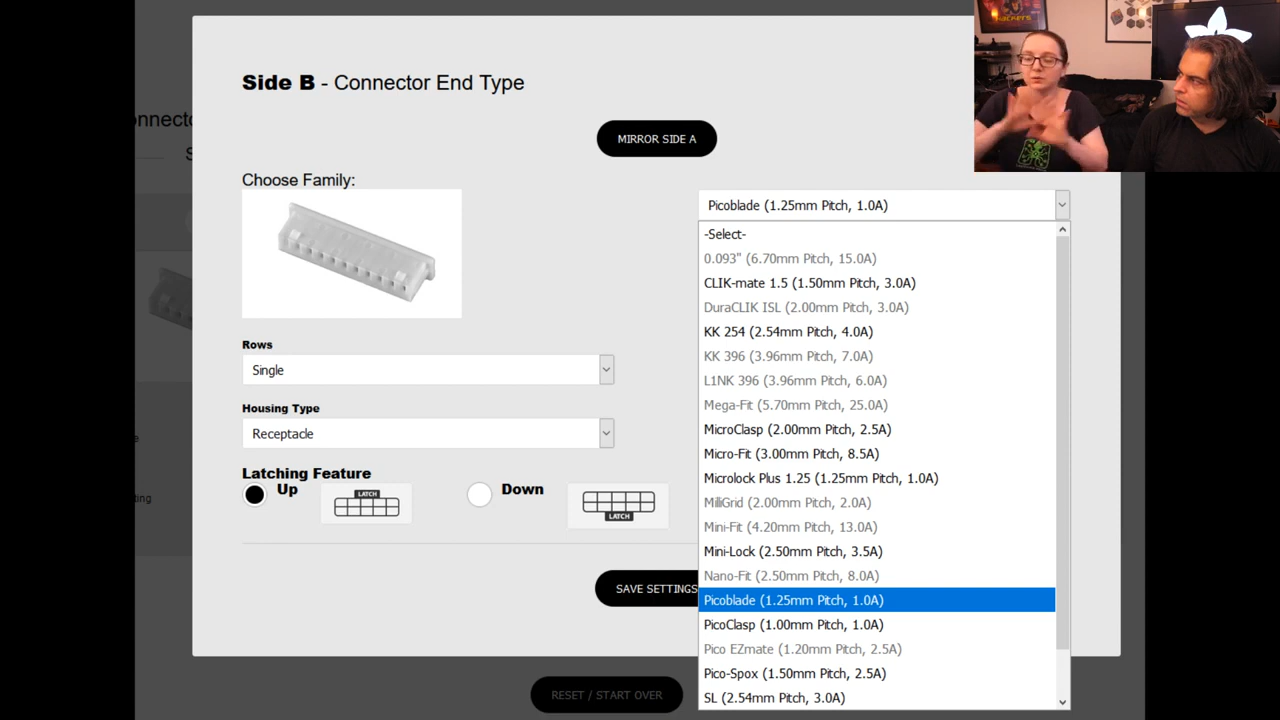 HACKERS
Side B - Connector End Type
MIRROR SIDE A
Choose Family:
Picoblade (1.25mm Pitch, 1.0A)
-Select-
0.093" (6.70mm Pitch, 15.0A)
CLIK-mate 1.5 (1.50mm Pitch, 3.0A)
DuraCLIK ISL (2.00mm Pitch, 3.0A)
KK 254 (2.54mm Pitch, 4.0A)
KK 396 (3.96mm Pitch, 7.0A)
L1NK 396 (3.96mm Pitch, 6.0A)
Mega-Fit (5.70mm Pitch, 25.0A)
MicroClasp (2.00mm Pitch, 2.5A)
Micro-Fit (3.00mm Pitch, 8.5A)
Microlock Plus 1.25 (1.25mm Pitch, 1.0A)
MilliGrid (2.00mm Pitch, 2.0A)
Mini-Fit (4.20mm Pitch, 13.0A)
Mini-Lock (2.50mm Pitch, 3.5A)
Nano-Fit (2.50mm Pitch, 8.0A)
Picoblade (1.25mm Pitch, 1.0A)
PicoClasp (1.00mm Pitch, 1.0A)
Pico EZmate (1.20mm Pitch, 2.5A)
Pico-Spox (1.50mm Pitch, 2.5A)
SL (2.54mm Pitch, 3.0A)
Rows
Single
Housing Type
Receptacle
Latching Feature
Up
LATCH
Down
LATCH
SAVE SETTINGS
RESET / START OVER